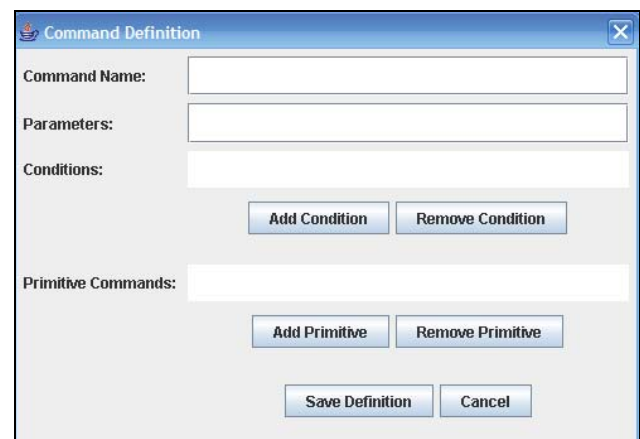 Command Definition
Command Name:
Parameters:
Conditions:
Add Condition Remove Condition
Primitive Commands:
Add Primitive Remove Primitive
Save Definition Cancel